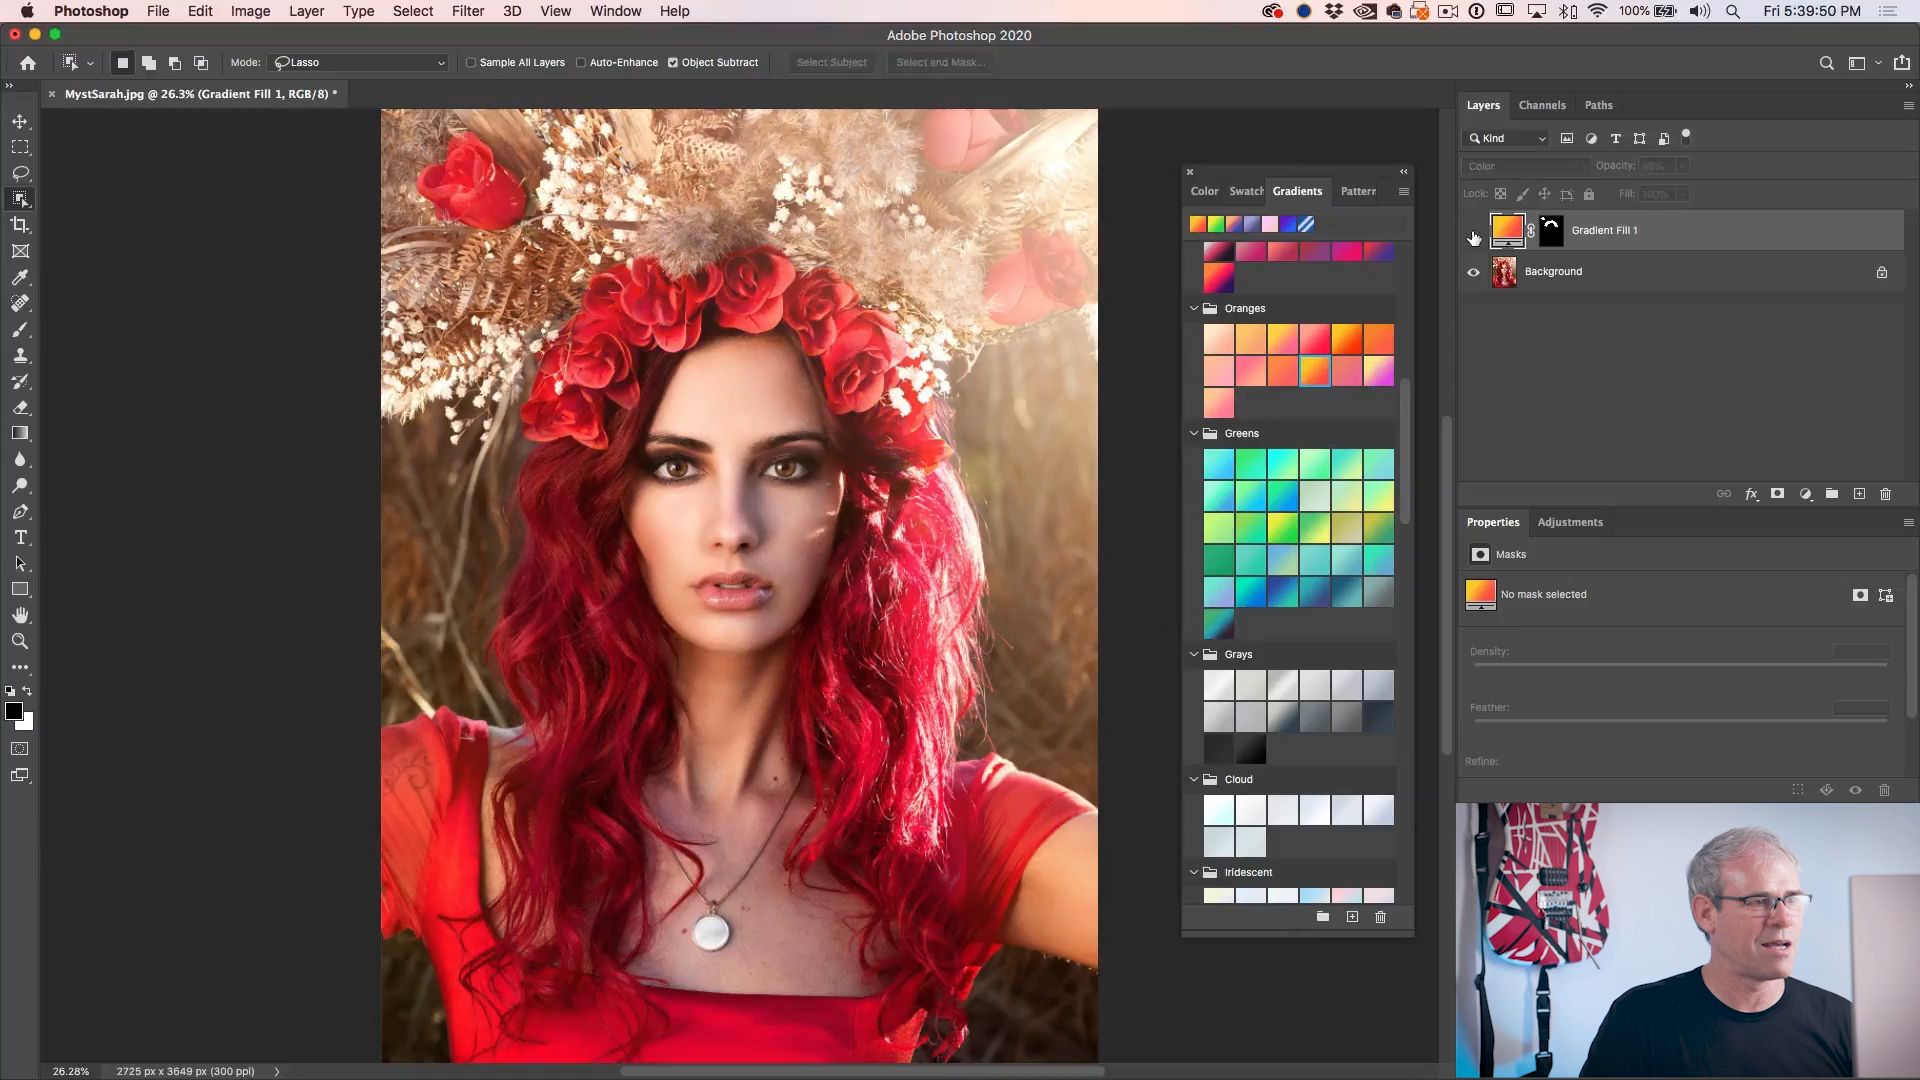 Photoshop File Edit Image Layer Type Select Filter 3D View Window Help 100% Fri 5:39:50 PM
Adobe Photoshop 2020
Mode: Lasso Sample All Layers Auto-Enhance Object Subtract Select Subject Select and Mask...
MystSarah.jpg @ 26.3% (Gradient Fill 1, RGB/8) *
Layers Channels Paths
Kind
Color Opacity: 68%
Lock: Fill: 100%
Gradient Fill 1
Background
Color Swatch Gradients Pattern
Oranges
Greens
Grays
Cloud
Iridescent
Properties Adjustments
Masks
No mask selected
Density:
Feather:
Refine:
26.28% 2725 px x 3649 px (300 ppi)